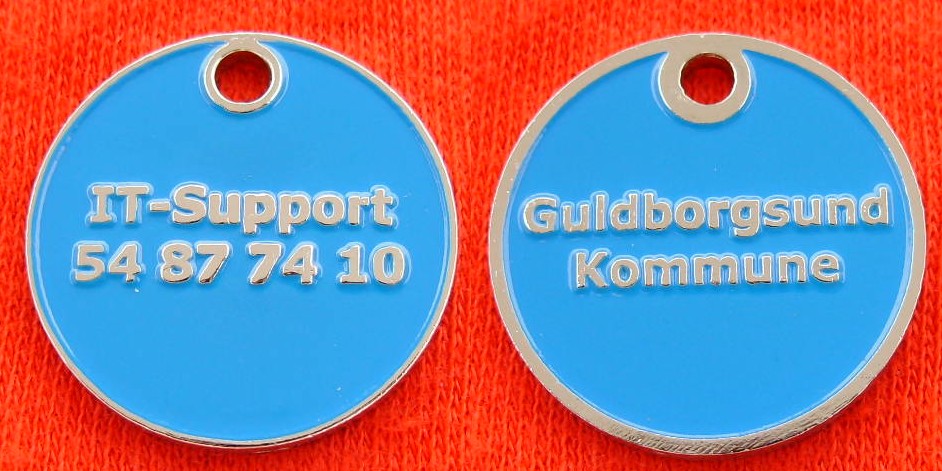 IT-Support
54 87 74 10
Guldborgsund
Kommune